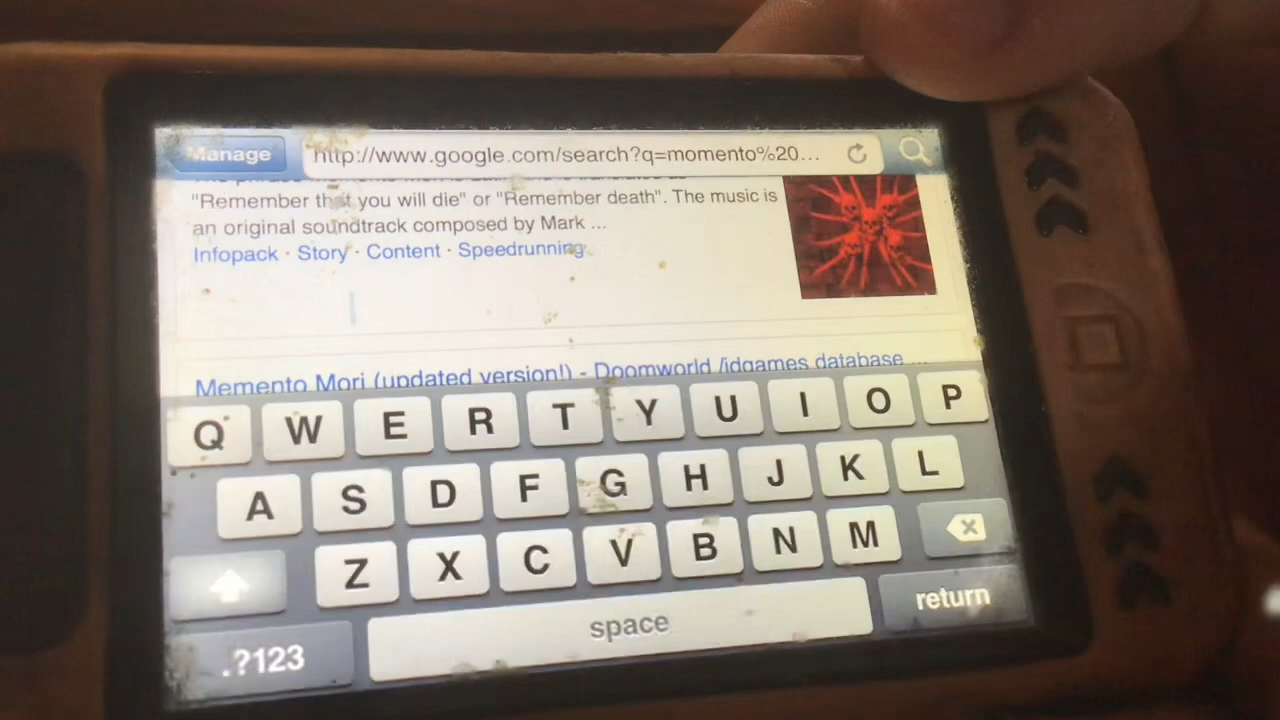 Manage
http://www.google.com/search?q=momento%20...
"Remember that you will die" or "Remember death". The music is
an original soundtrack composed by Mark ...
Infopack · Story · Content · Speedrunning
Memento Mori (updated version!) - Doomworld /idgames database ...
Q W E R T Y U I O P
A S D F G H J K L
Z X C V B N M
.?123 space return